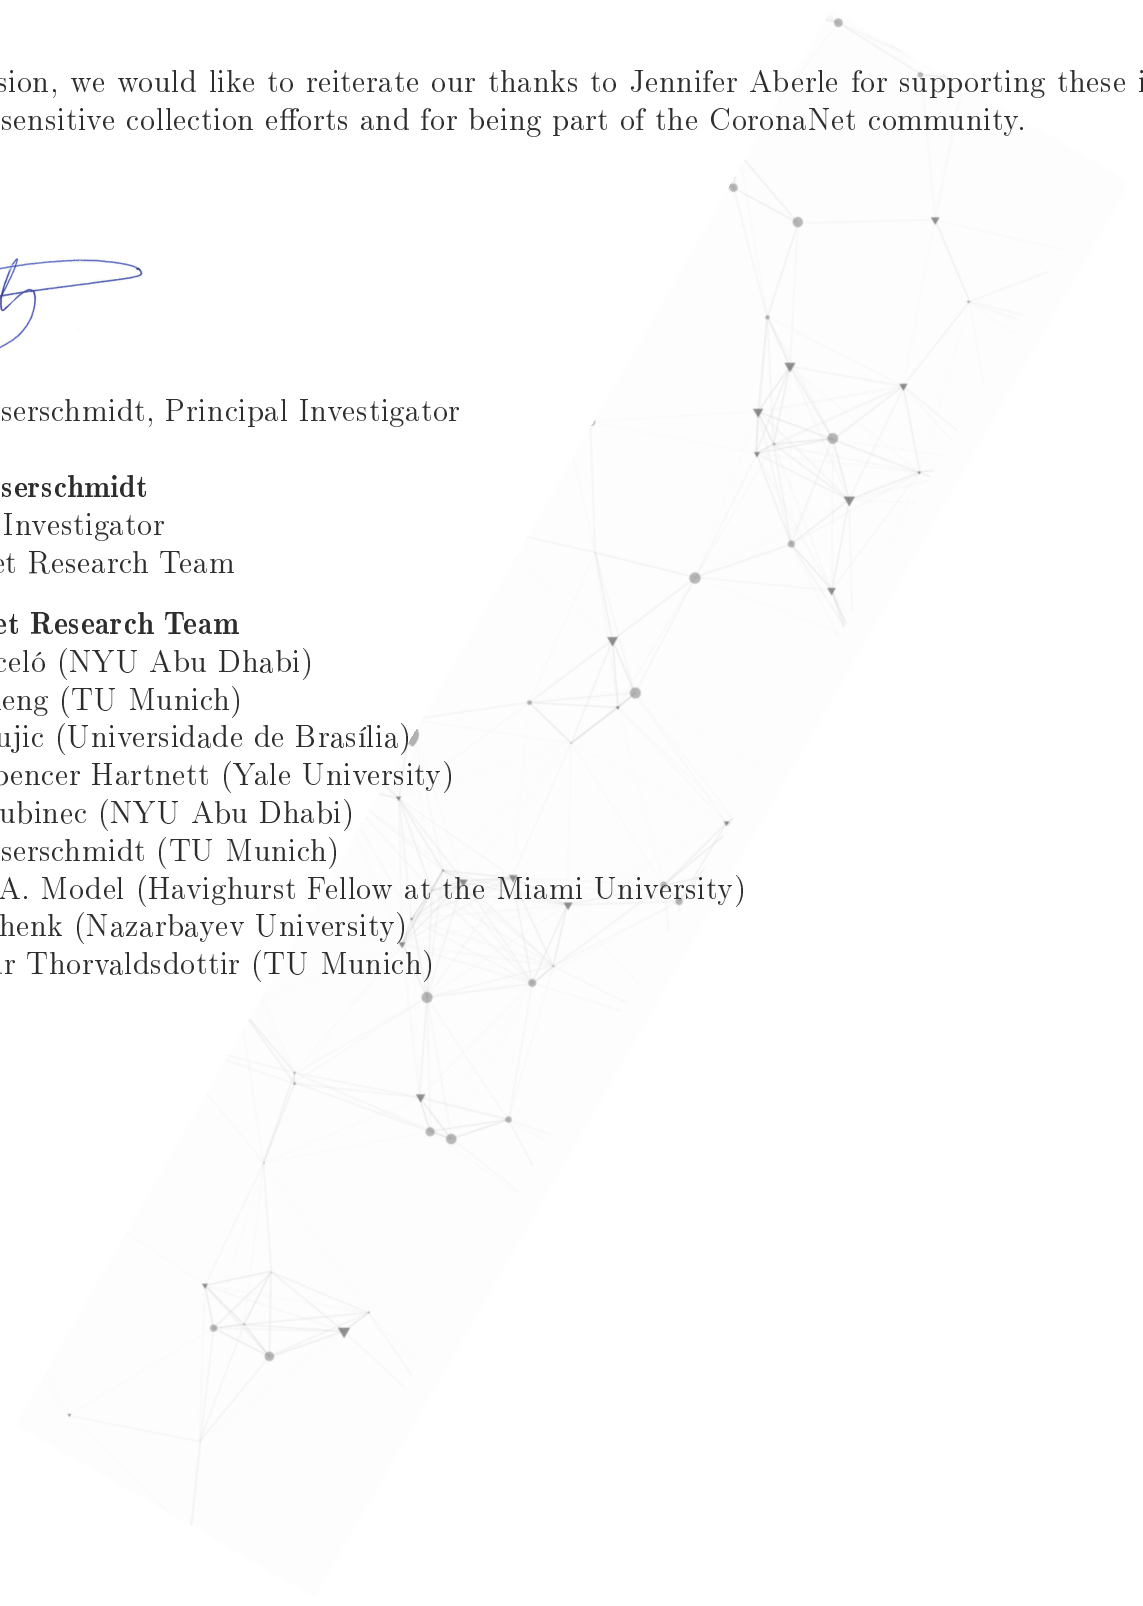 sion, we would like to reiterate our thanks to Jennifer Aberle for supporting these i
sensitive collection efforts and for being part of the CoronaNet community.
serschmidt, Principal Investigator
serschmidt
Investigator
et Research Team
et Research Team
celó (NYU Abu Dhabi)
eng (TU Munich)
ujic (Universidade de Brasília)
pencer Hartnett (Yale University)
ubinec (NYU Abu Dhabi)
serschmidt (TU Munich)
A. Model (Havighurst Fellow at the Miami University)
henk (Nazarbayev University)
r Thorvaldsdottir (TU Munich)